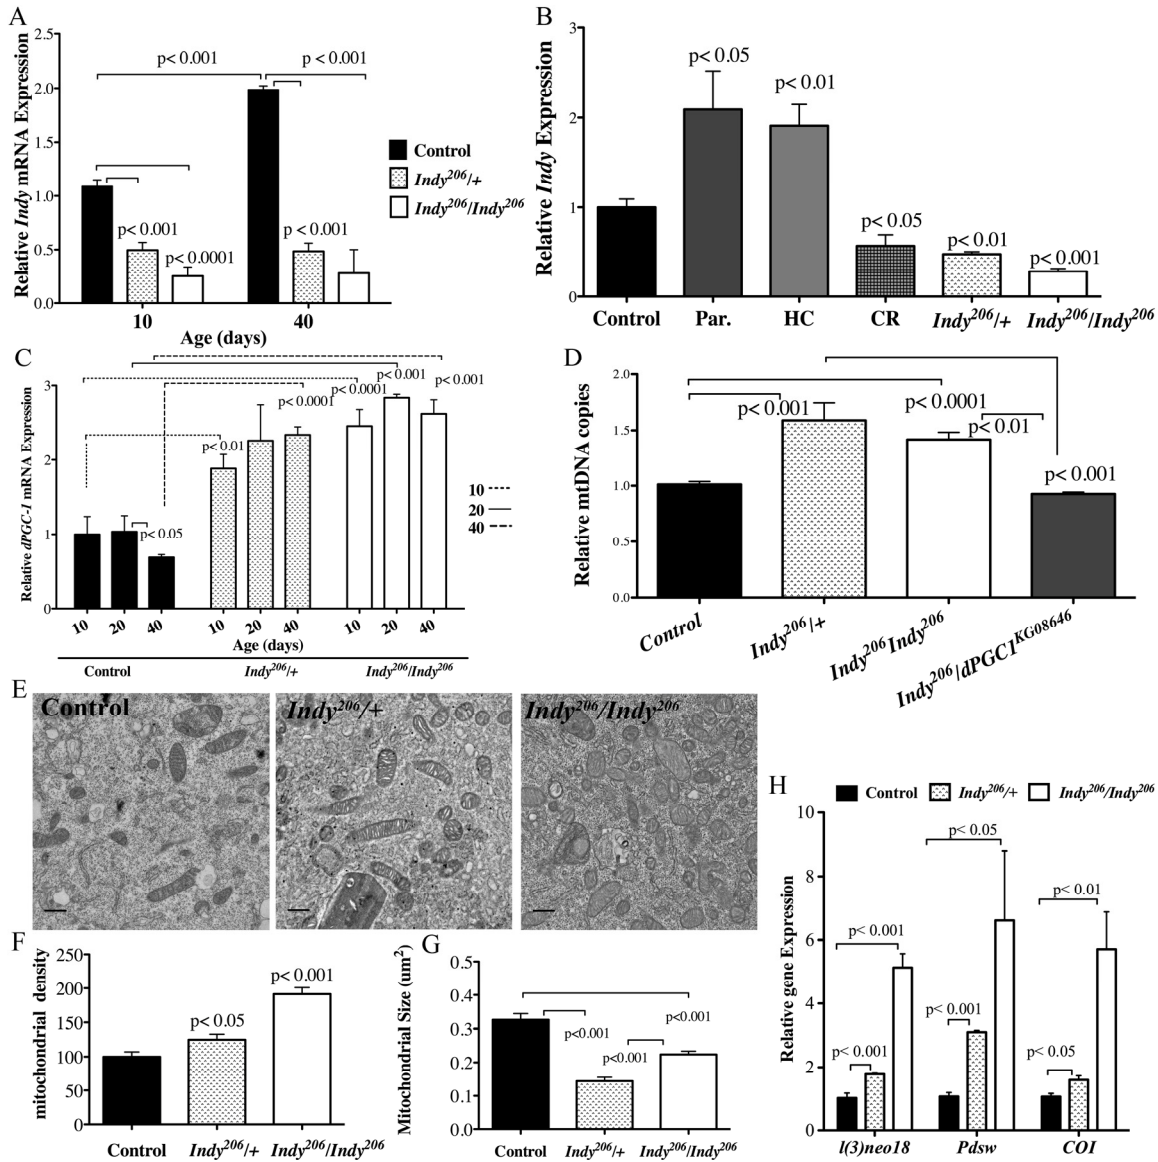 A
Relative Indy mRNA Expression
2.5
2.0
1.5
1.0
0.5
0.0
p< 0.001
p< 0.001
p< 0.001
p< 0.0001
p< 0.001
10
40
Age (days)
Control
Indy²⁰⁶/+
Indy²⁰⁶/Indy²⁰⁶
B
Relative Indy Expression
3
2
1
0
p< 0.05
p< 0.01
p< 0.05
p< 0.01
p< 0.001
Control
Par.
HC
CR
Indy²⁰⁶/+
Indy²⁰⁶/Indy²⁰⁶
C
Relative dPGC-1 mRNA Expression
3
2
1
0
p< 0.05
p< 0.01
p< 0.0001
p< 0.0001
p< 0.001
p< 0.001
10
20
40
10
20
40
10
20
40
Age (days)
Control
Indy²⁰⁶/+
Indy²⁰⁶/Indy²⁰⁶
10
20
40
D
Relative mtDNA copies
2.0
1.5
1.0
0.5
0.0
p< 0.001
p< 0.0001
p< 0.01
p< 0.001
Control
Indy²⁰⁶/+
Indy²⁰⁶Indy²⁰⁶
Indy²⁰⁶/dPGC1ᴷᴳ⁰⁸⁶⁴⁶
E
Control
Indy²⁰⁶/+
Indy²⁰⁶/Indy²⁰⁶
F
mitochondrial density
250
200
150
100
50
0
p< 0.05
p< 0.001
Control
Indy²⁰⁶/+
Indy²⁰⁶/Indy²⁰⁶
G
Mitochondrial Size (um²)
0.5
0.4
0.3
0.2
0.1
0.0
p<0.001
p<0.001
p<0.001
Control
Indy²⁰⁶/+
Indy²⁰⁶/Indy²⁰⁶
H
Control
Indy²⁰⁶/+
Indy²⁰⁶/Indy²⁰⁶
Relative gene Expression
10
8
6
4
2
0
p< 0.001
p< 0.001
p< 0.001
p< 0.05
p< 0.05
p< 0.01
l(3)neo18
Pdsw
COI